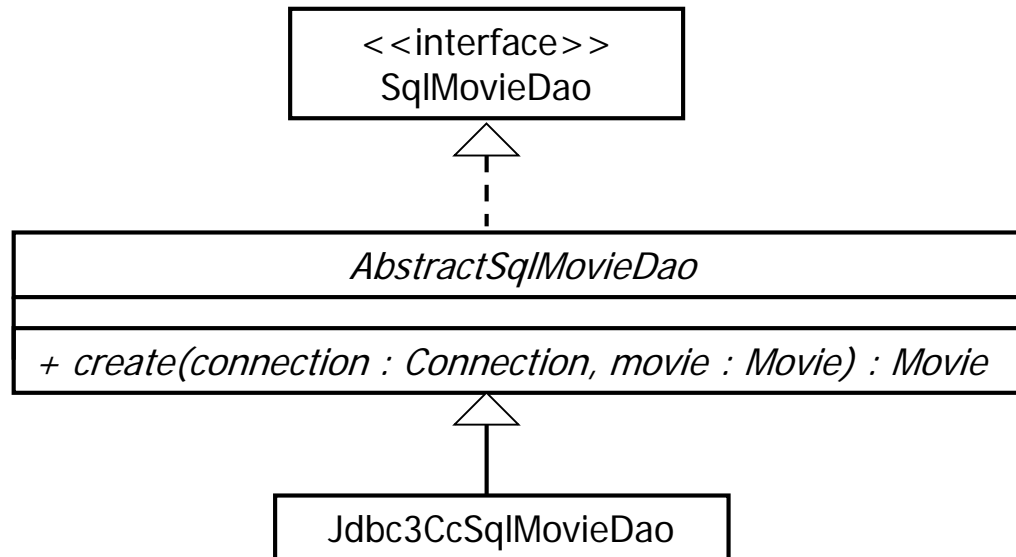 <<interface>>
SqlMovieDao
AbstractSqlMovieDao
+ create(connection : Connection, movie : Movie) : Movie
Jdbc3CcSqlMovieDao